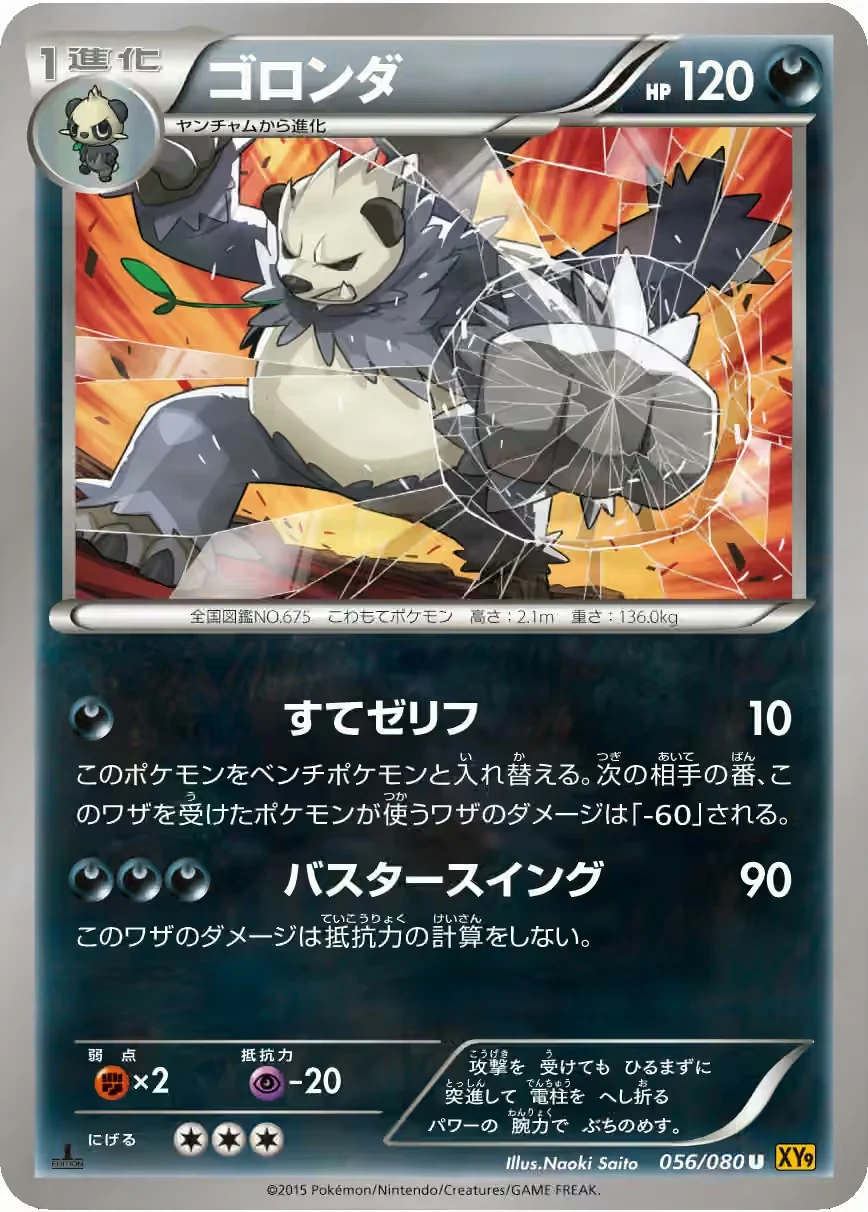 1進化
ゴロンダ
HP 120
ヤンチャムから進化
全国図鑑NO.675 こわもてポケモン 高さ:2.1m 重さ:136.0kg
すてゼリフ 10
このポケモンをベンチポケモンと入れ替える。次の相手の番、こ
のワザを受けたポケモンが使うワザのダメージは「-60」される。
バスタースイング 90
このワザのダメージは抵抗力の計算をしない。
弱点 抵抗力
×2 -20
にげる
攻撃を 受けても ひるまずに
突進して 電柱を へし折る
パワーの 腕力で ぶちのめす。
1 EDITION
Illus.Naoki Saito 056/080 U XY9
©2015 Pokémon/Nintendo/Creatures/GAME FREAK.